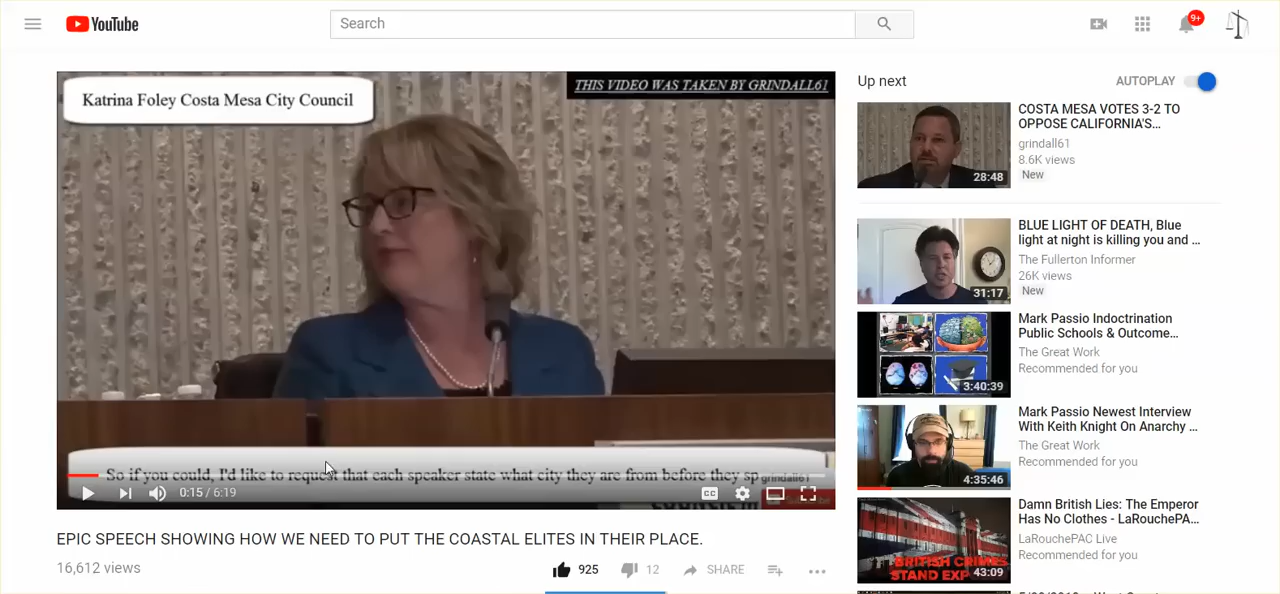 YouTube
Search
9+
Katrina Foley Costa Mesa City Council
THIS VIDEO WAS TAKEN BY GRINDALL61
So if you could, I'd like to request that each speaker state what city they are from before they sp
grindall61
0:15 / 6:19
CC
EPIC SPEECH SHOWING HOW WE NEED TO PUT THE COASTAL ELITES IN THEIR PLACE.
16,612 views
925
12
SHARE
Up next
AUTOPLAY
28:48
COSTA MESA VOTES 3-2 TO
OPPOSE CALIFORNIA'S…
grindall61
8.6K views
New
31:17
BLUE LIGHT OF DEATH, Blue
light at night is killing you and …
The Fullerton Informer
26K views
New
3:40:39
Mark Passio Indoctrination
Public Schools & Outcome…
The Great Work
Recommended for you
4:35:46
Mark Passio Newest Interview
With Keith Knight On Anarchy …
The Great Work
Recommended for you
BRITISH CRIMES
STAND EXP
43:09
Damn British Lies: The Emperor
Has No Clothes - LaRouchePA…
LaRouchePAC Live
Recommended for you